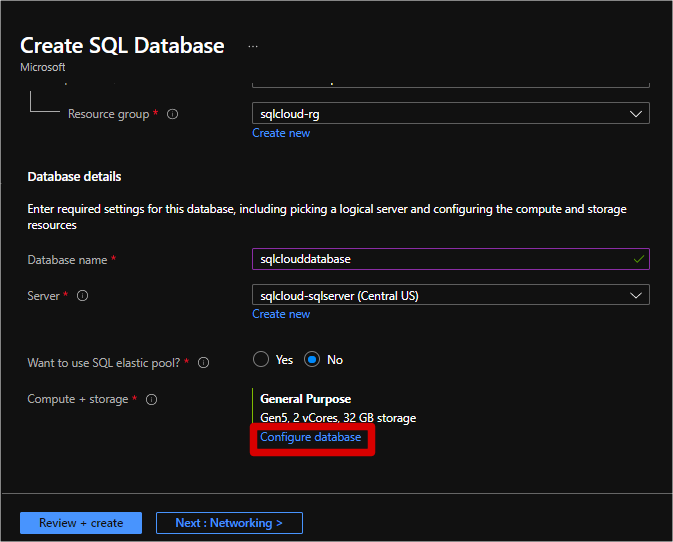 Create SQL Database ...
Microsoft
Resource group *
sqlcloud-rg
Create new
Database details
Enter required settings for this database, including picking a logical server and configuring the compute and storage
resources
Database name *
sqlclouddatabase
Server *
sqlcloud-sqlserver (Central US)
Create new
Want to use SQL elastic pool? *
Yes No
Compute + storage *
General Purpose
Gen5, 2 vCores, 32 GB storage
Configure database
Review + create
Next : Networking >